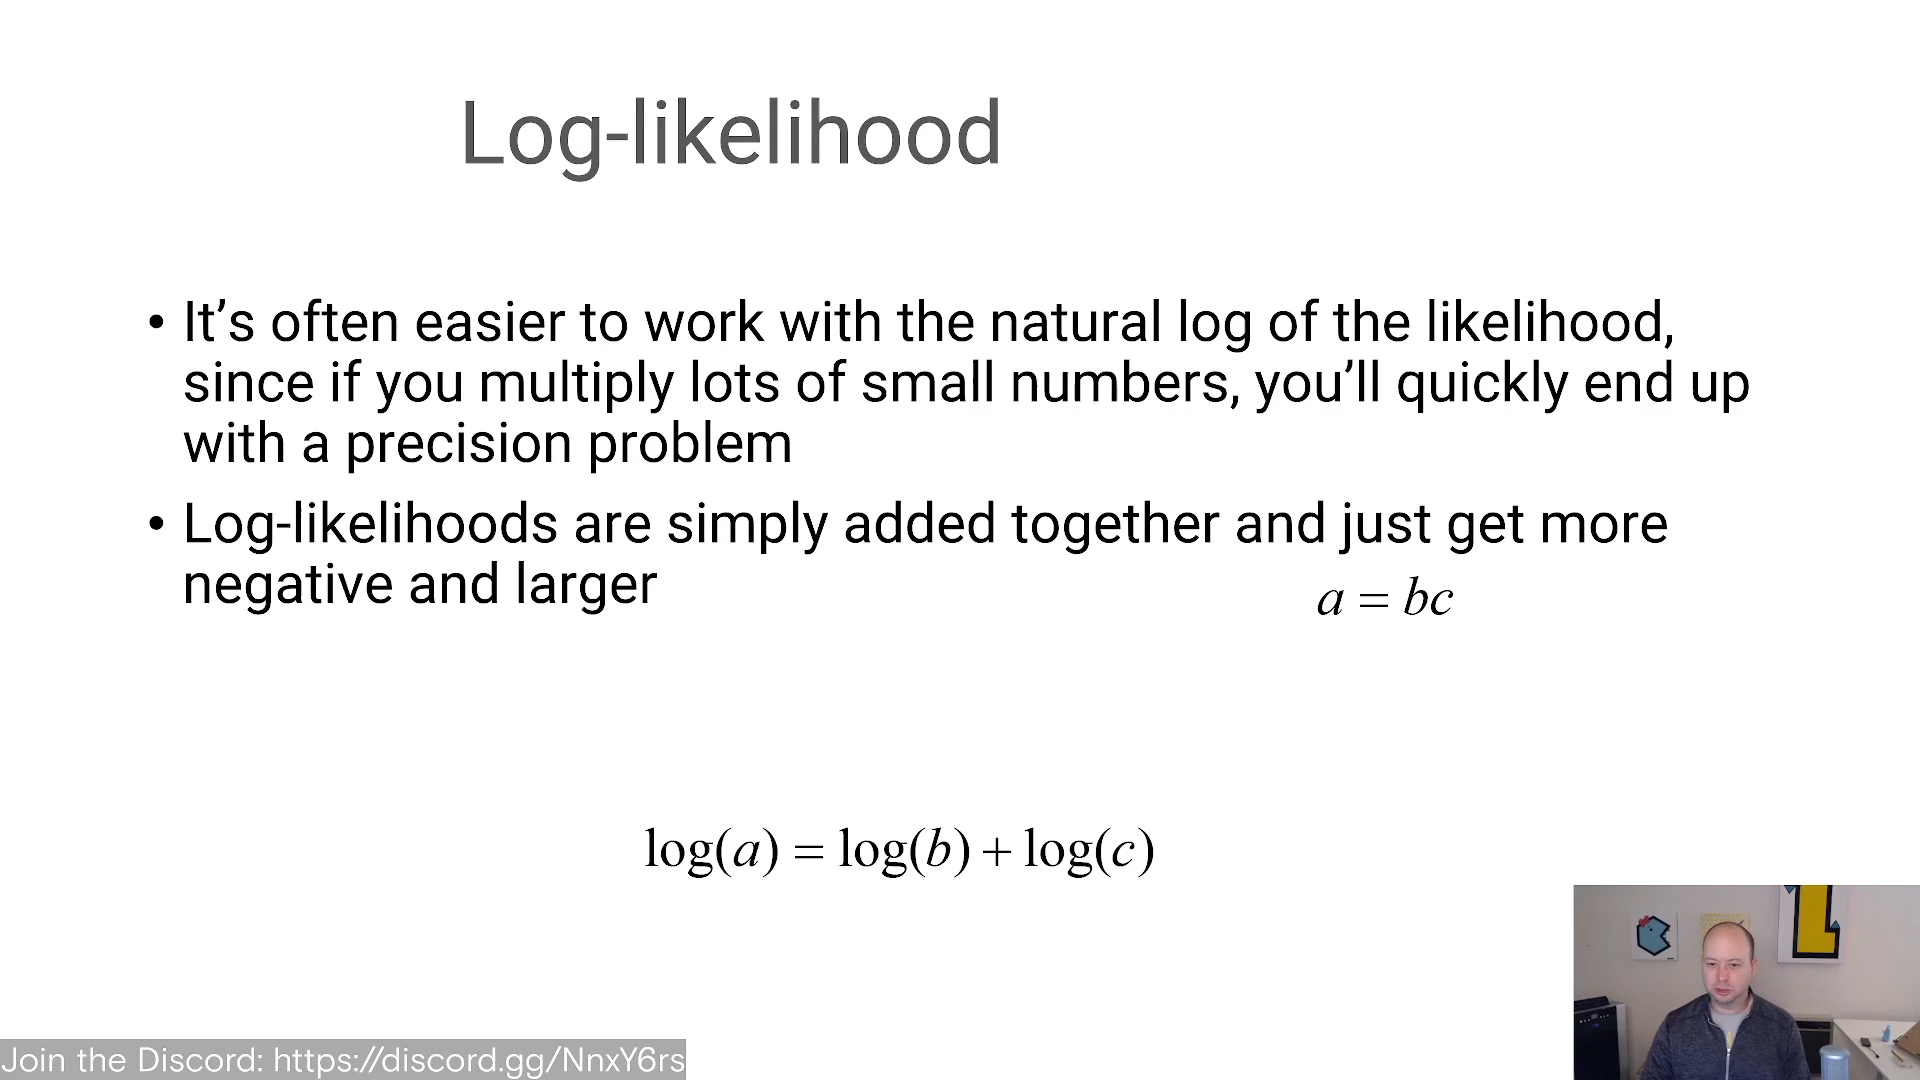 Log-likelihood
• It’s often easier to work with the natural log of the likelihood,
since if you multiply lots of small numbers, you’ll quickly end up
with a precision problem
• Log-likelihoods are simply added together and just get more
negative and larger
a = bc
log(a) = log(b) + log(c)
Join the Discord: https://discord.gg/NnxY6rs